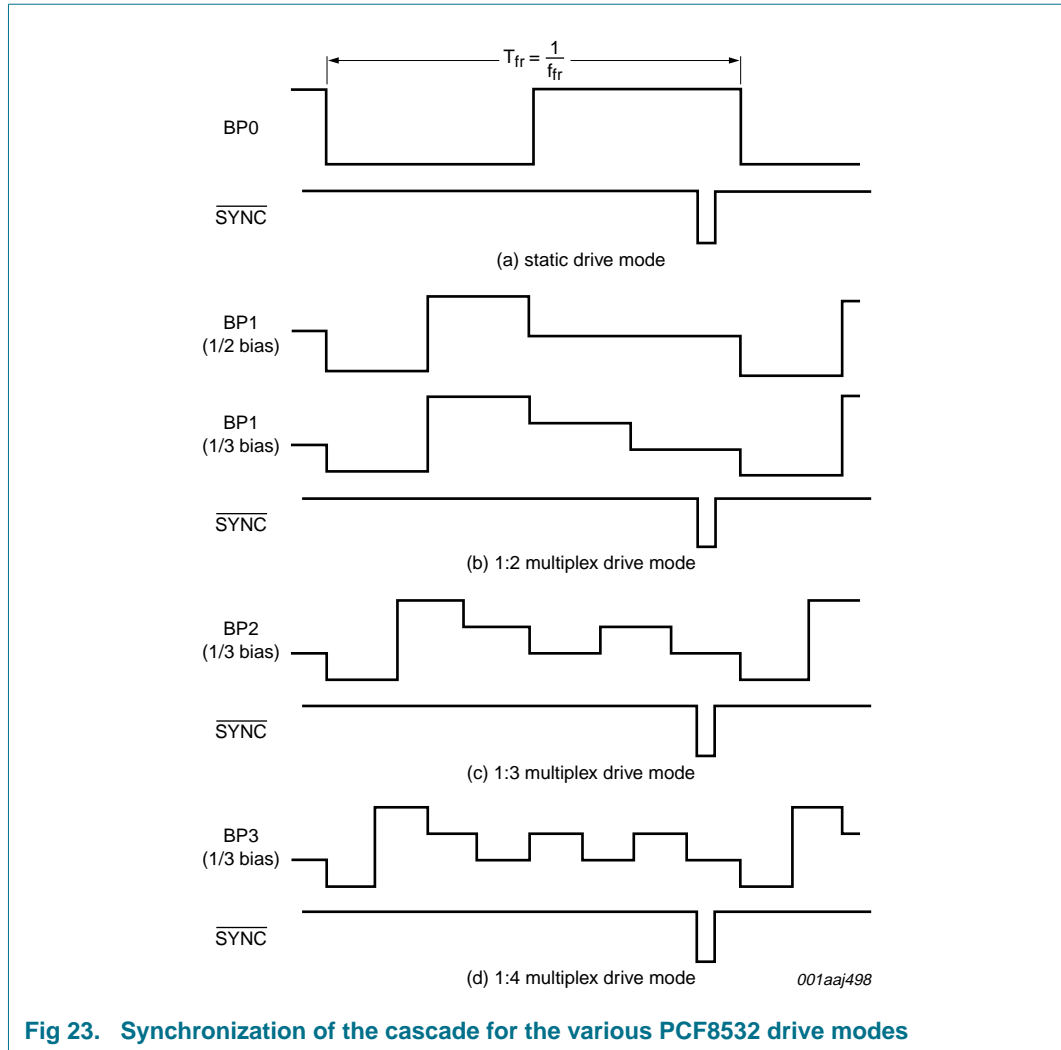 T_fr = 1/f_fr
BP0
SYNC
(a) static drive mode
BP1
(1/2 bias)
BP1
(1/3 bias)
SYNC
(b) 1:2 multiplex drive mode
BP2
(1/3 bias)
SYNC
(c) 1:3 multiplex drive mode
BP3
(1/3 bias)
SYNC
(d) 1:4 multiplex drive mode
001aaj498
Fig 23. Synchronization of the cascade for the various PCF8532 drive modes